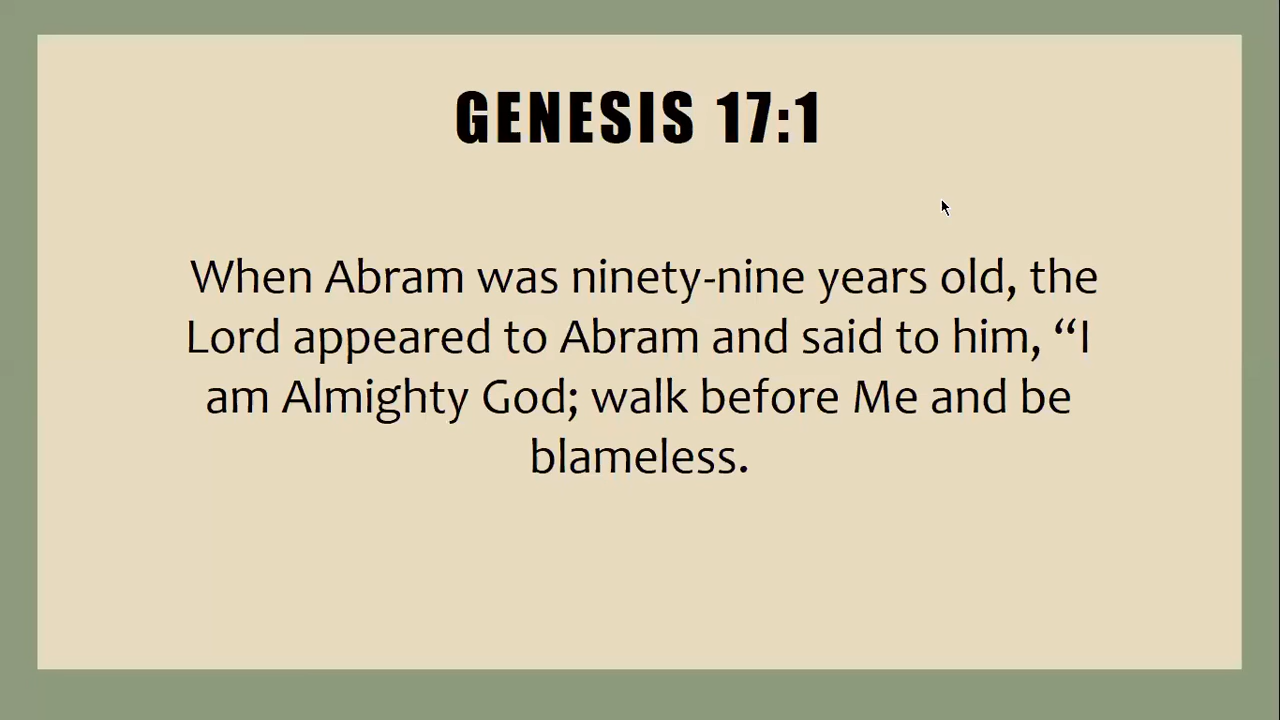 GENESIS 17:1
When Abram was ninety-nine years old, the
Lord appeared to Abram and said to him, “I
am Almighty God; walk before Me and be
blameless.